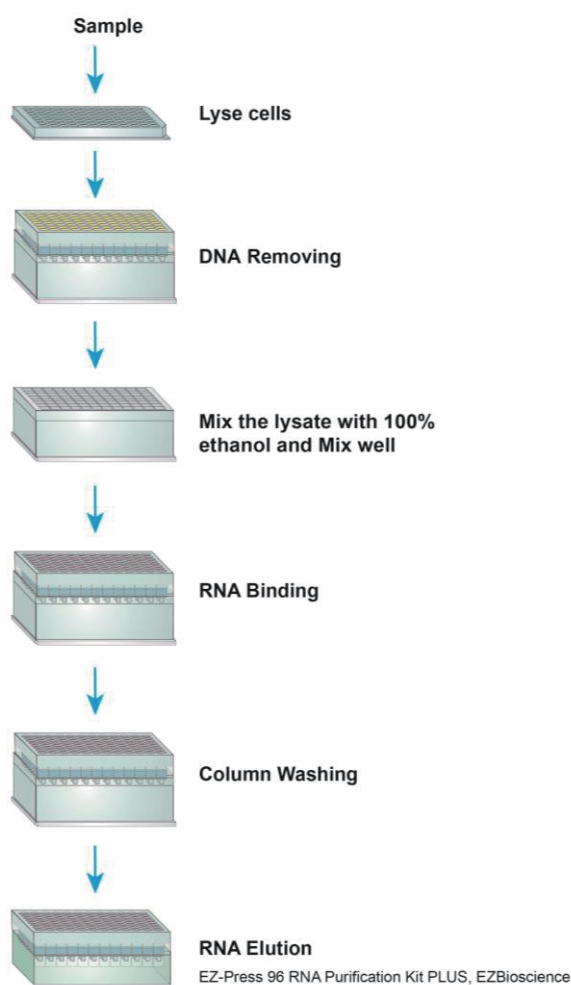 Sample
Lyse cells
DNA Removing
Mix the lysate with 100%
ethanol and Mix well
RNA Binding
Column Washing
RNA Elution
EZ-Press 96 RNA Purification Kit PLUS, EZBioscience